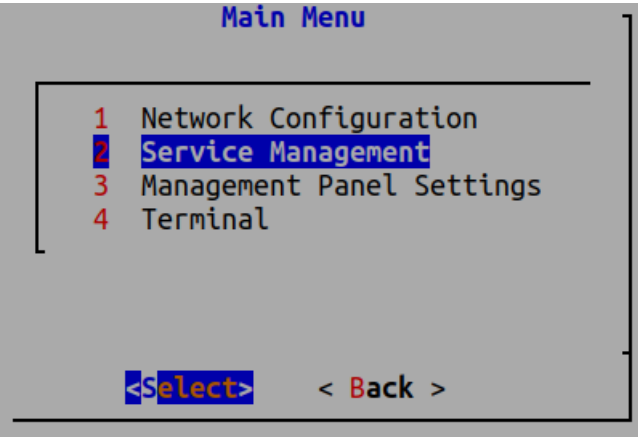 Main Menu
1 Network Configuration
2 Service Management
3 Management Panel Settings
4 Terminal
<Select> < Back >